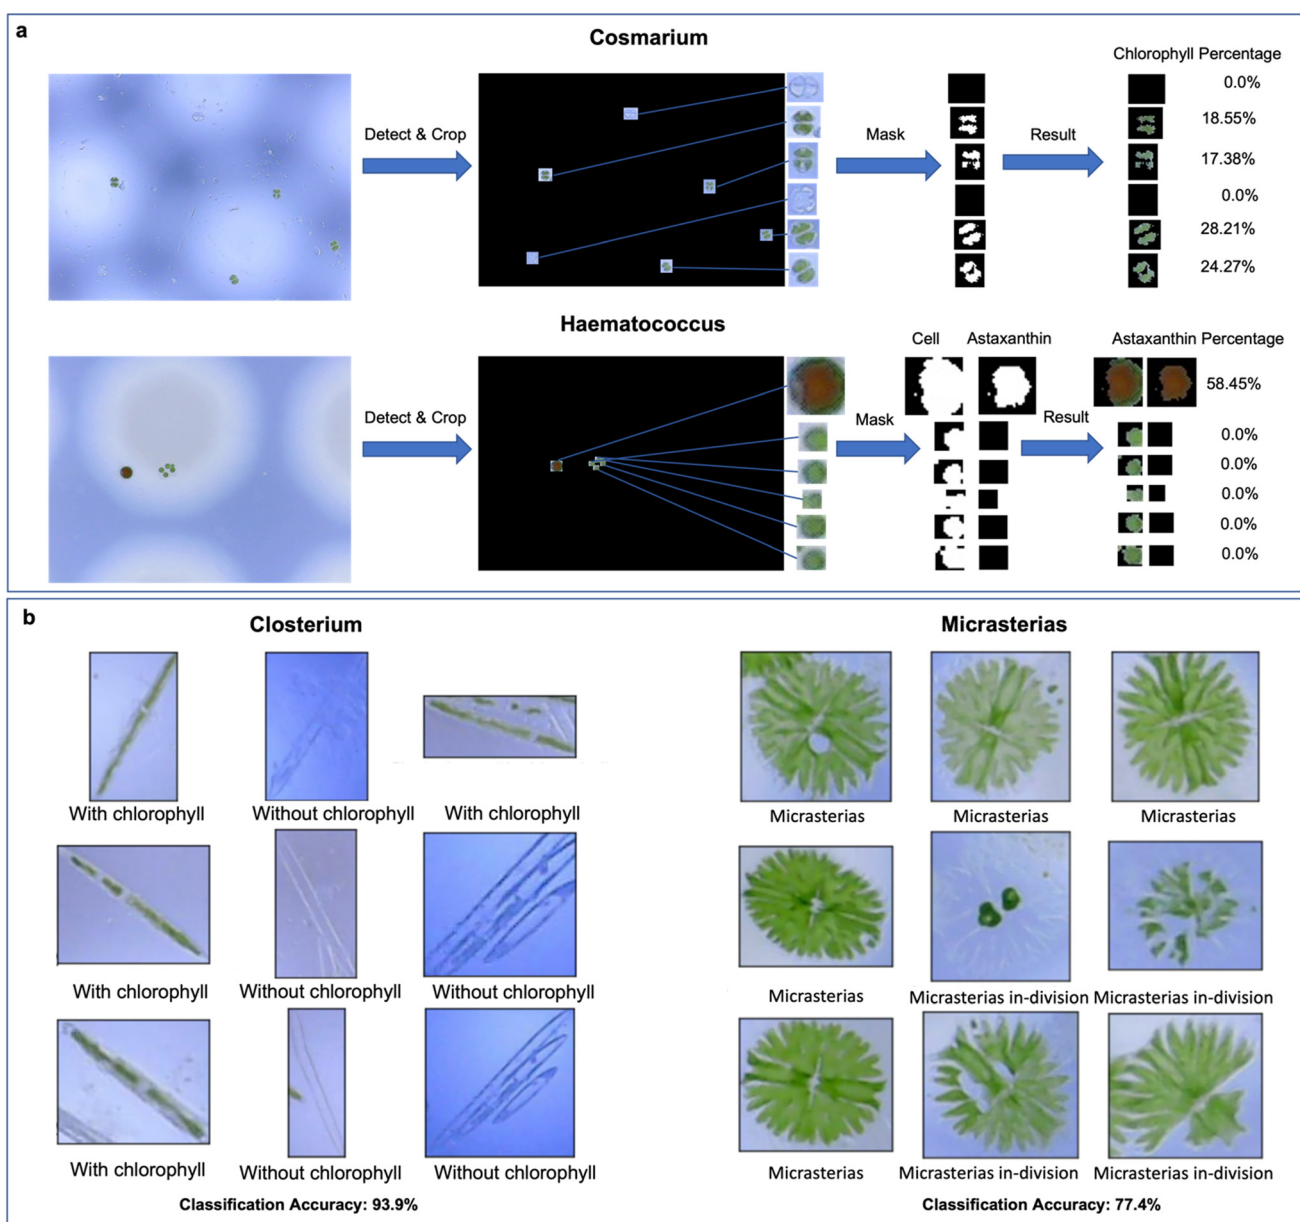 a
Cosmarium
Chlorophyll Percentage
Detect & Crop
Mask
Result
0.0%
18.55%
17.38%
0.0%
28.21%
24.27%
Haematococcus
Cell
Astaxanthin
Astaxanthin Percentage
Detect & Crop
Mask
Result
58.45%
0.0%
0.0%
0.0%
0.0%
0.0%
b
Closterium
With chlorophyll
Without chlorophyll
With chlorophyll
With chlorophyll
Without chlorophyll
Without chlorophyll
With chlorophyll
Without chlorophyll
Without chlorophyll
Classification Accuracy: 93.9%
Micrasterias
Micrasterias
Micrasterias
Micrasterias
Micrasterias
Micrasterias in-division
Micrasterias in-division
Micrasterias
Micrasterias in-division
Micrasterias in-division
Classification Accuracy: 77.4%